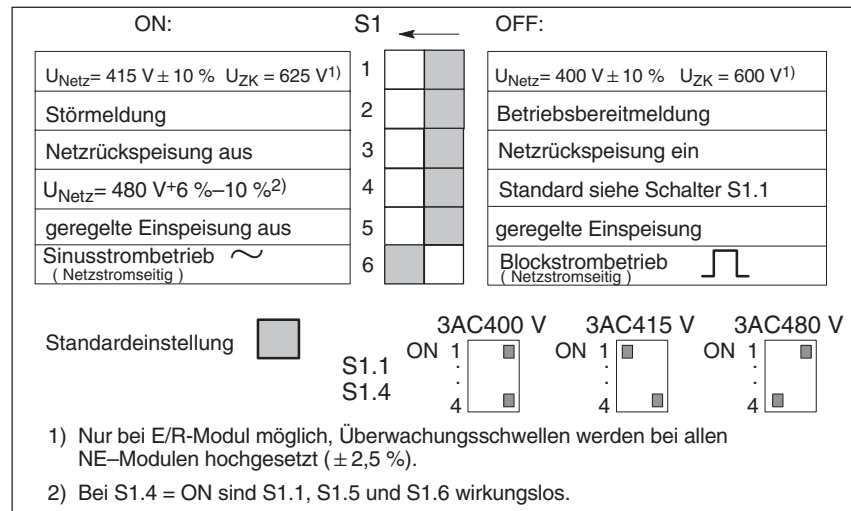 ON: S1 OFF:
U_Netz= 415 V ± 10 % U_ZK = 625 V1) 1 U_Netz= 400 V ± 10 % U_ZK = 600 V1)
Störmeldung 2 Betriebsbereitmeldung
Netzrückspeisung aus 3 Netzrückspeisung ein
U_Netz= 480 V+6 %–10 %2) 4 Standard siehe Schalter S1.1
geregelte Einspeisung aus 5 geregelte Einspeisung
Sinusstrombetrieb 6 Blockstrombetrieb
( Netzstromseitig ) ( Netzstromseitig )
3AC400 V 3AC415 V 3AC480 V
Standardeinstellung
S1.1 ON 1 ON 1 ON 1
. . .
. . .
S1.4 4 4 4
1) Nur bei E/R-Modul möglich, Überwachungsschwellen werden bei allen
NE–Modulen hochgesetzt ( ± 2,5 %).
2) Bei S1.4 = ON sind S1.1, S1.5 und S1.6 wirkungslos.